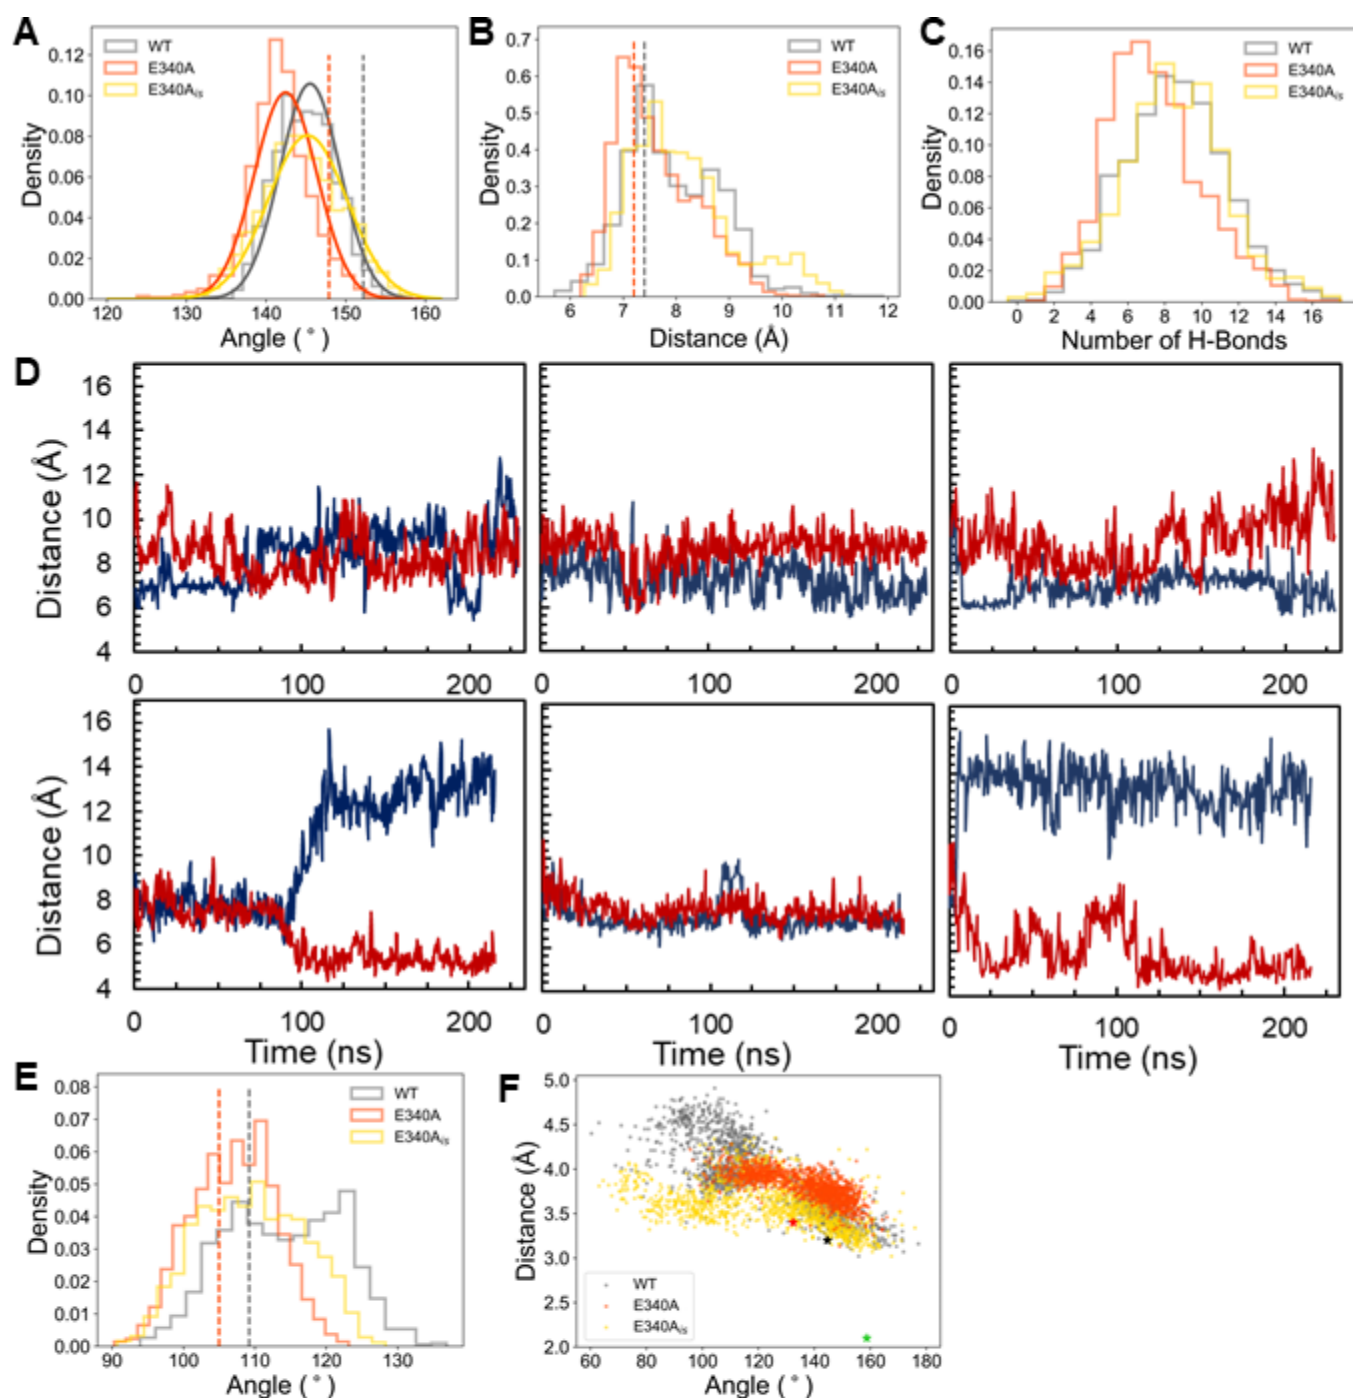 A
Density
0.12
0.10
0.08
0.06
0.04
0.02
0.00
WT
E340A
E340Ais
120 130 140 150 160
Angle (°)
B
Density
0.7
0.6
0.5
0.4
0.3
0.2
0.1
0.0
WT
E340A
E340Ais
6 7 8 9 10 11 12
Distance (Å)
C
Density
0.16
0.14
0.12
0.10
0.08
0.06
0.04
0.02
0.00
WT
E340A
E340Ais
0 2 4 6 8 10 12 14 16
Number of H-Bonds
D
Distance (Å)
16
14
12
10
8
6
4
0 100 200
0 100 200
0 100 200
Distance (Å)
16
14
12
10
8
6
4
0 100 200
Time (ns)
0 100 200
Time (ns)
0 100 200
Time (ns)
E
Density
0.08
0.07
0.06
0.05
0.04
0.03
0.02
0.01
0.00
WT
E340A
E340Ais
90 100 110 120 130
Angle (°)
F
Distance (Å)
5.0
4.5
4.0
3.5
3.0
2.5
2.0
WT
E340A
E340Ais
60 80 100 120 140 160 180
Angle (°)